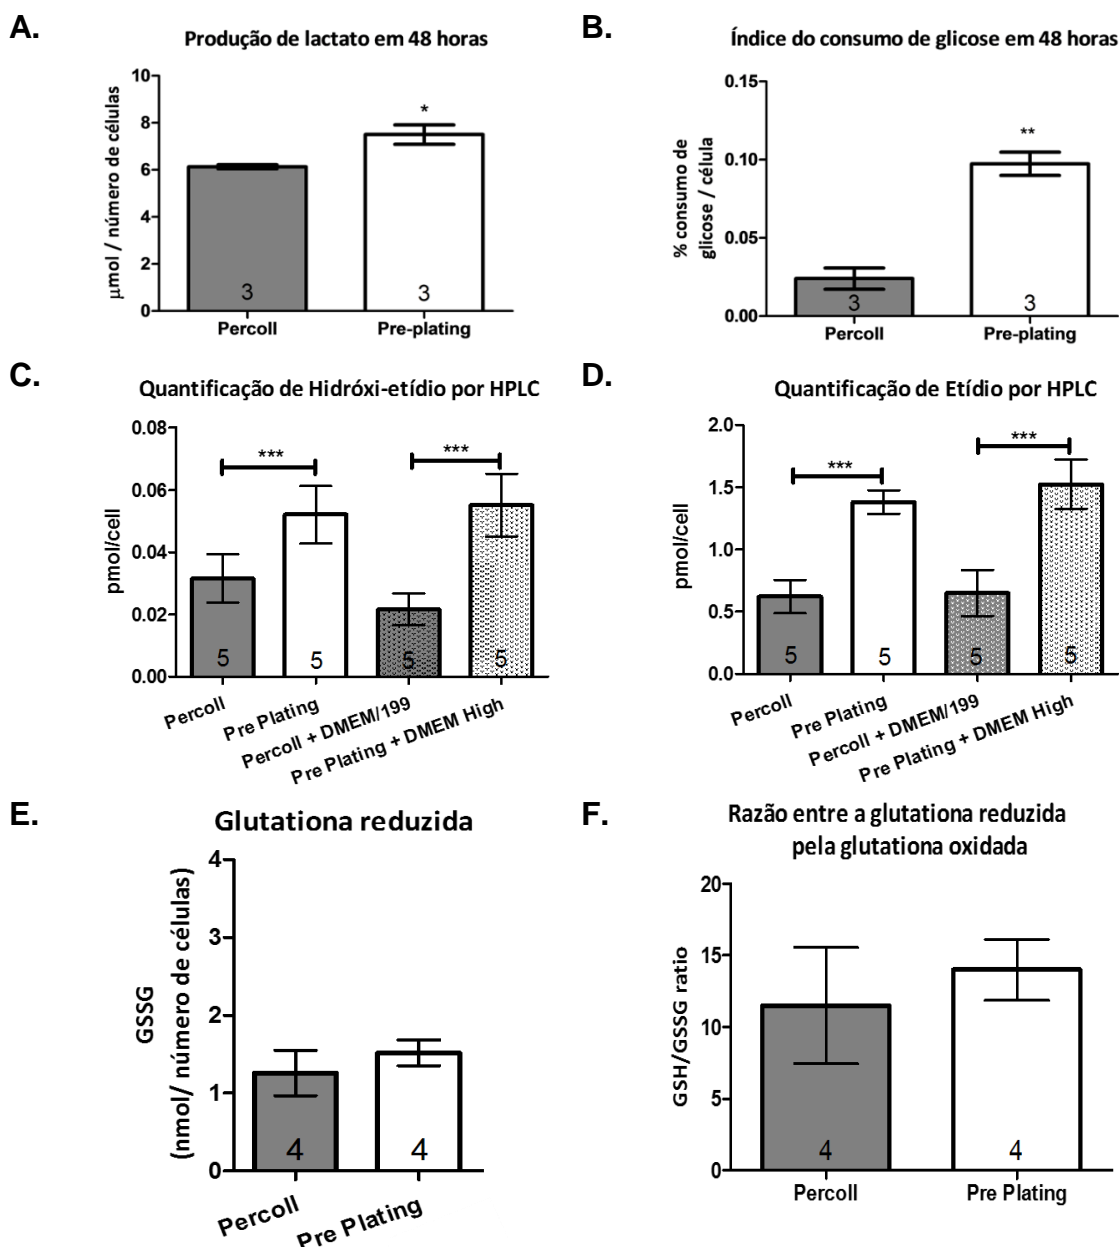 A.
Produção de lactato em 48 horas
μmol / número de células
10
8
6
4
2
0
*
3
3
Percoll
Pre-plating
B.
Índice do consumo de glicose em 48 horas
% consumo de
glicose / célula
0.15
0.10
0.05
0.00
**
3
3
Percoll
Pre-plating
C.
Quantificação de Hidróxi-etídio por HPLC
pmol/cell
0.08
0.06
0.04
0.02
0.00
***
***
5
5
5
5
Percoll
Pre Plating
Percoll + DMEM/199
Pre Plating + DMEM High
D.
Quantificação de Etídio por HPLC
pmol/cell
2.0
1.5
1.0
0.5
0.0
***
***
5
5
5
5
Percoll
Pre Plating
Percoll + DMEM/199
Pre Plating + DMEM High
E.
Glutationa reduzida
GSSG
(nmol/ número de células)
4
3
2
1
0
4
4
Percoll
Pre Plating
F.
Razão entre a glutationa reduzida
pela glutationa oxidada
GSH/GSSG ratio
20
15
10
5
0
4
4
Percoll
Pre Plating